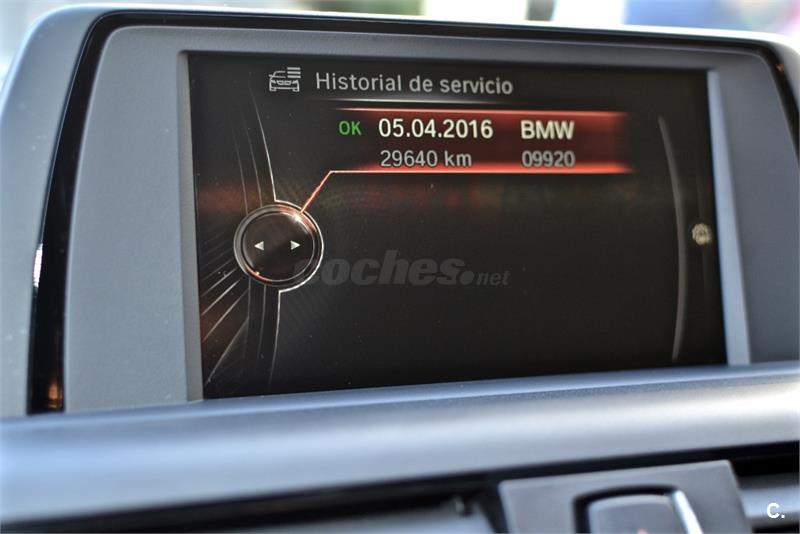 Historial de servicio
OK 05.04.2016 BMW
29640 km 09920
coches.net
C.